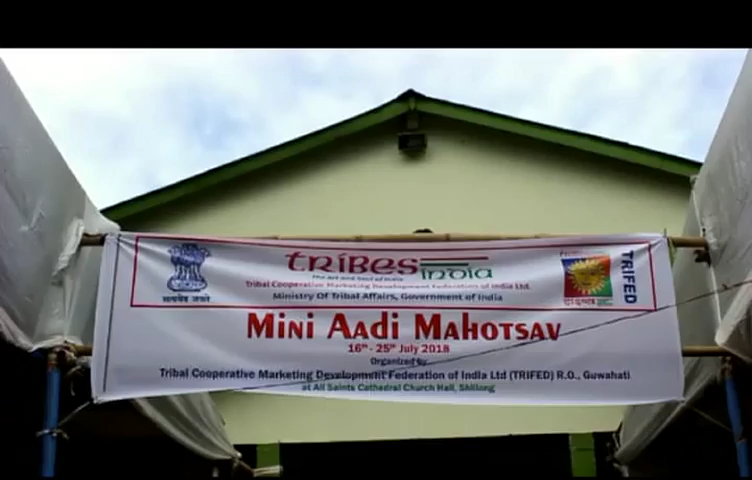 TRIBES india
The Art and Soul of India
Tribal Cooperative Marketing Development Federation of India Ltd.
Ministry Of Tribal Affairs, Government of India
सत्यमेव जयते
TRIFED
Mini Aadi Mahotsav
16th - 25th July 2018
Organized by
Tribal Cooperative Marketing Development Federation of India Ltd (TRIFED) R.O., Guwahati
at All Saints Cathedral Church Hall, Shillong